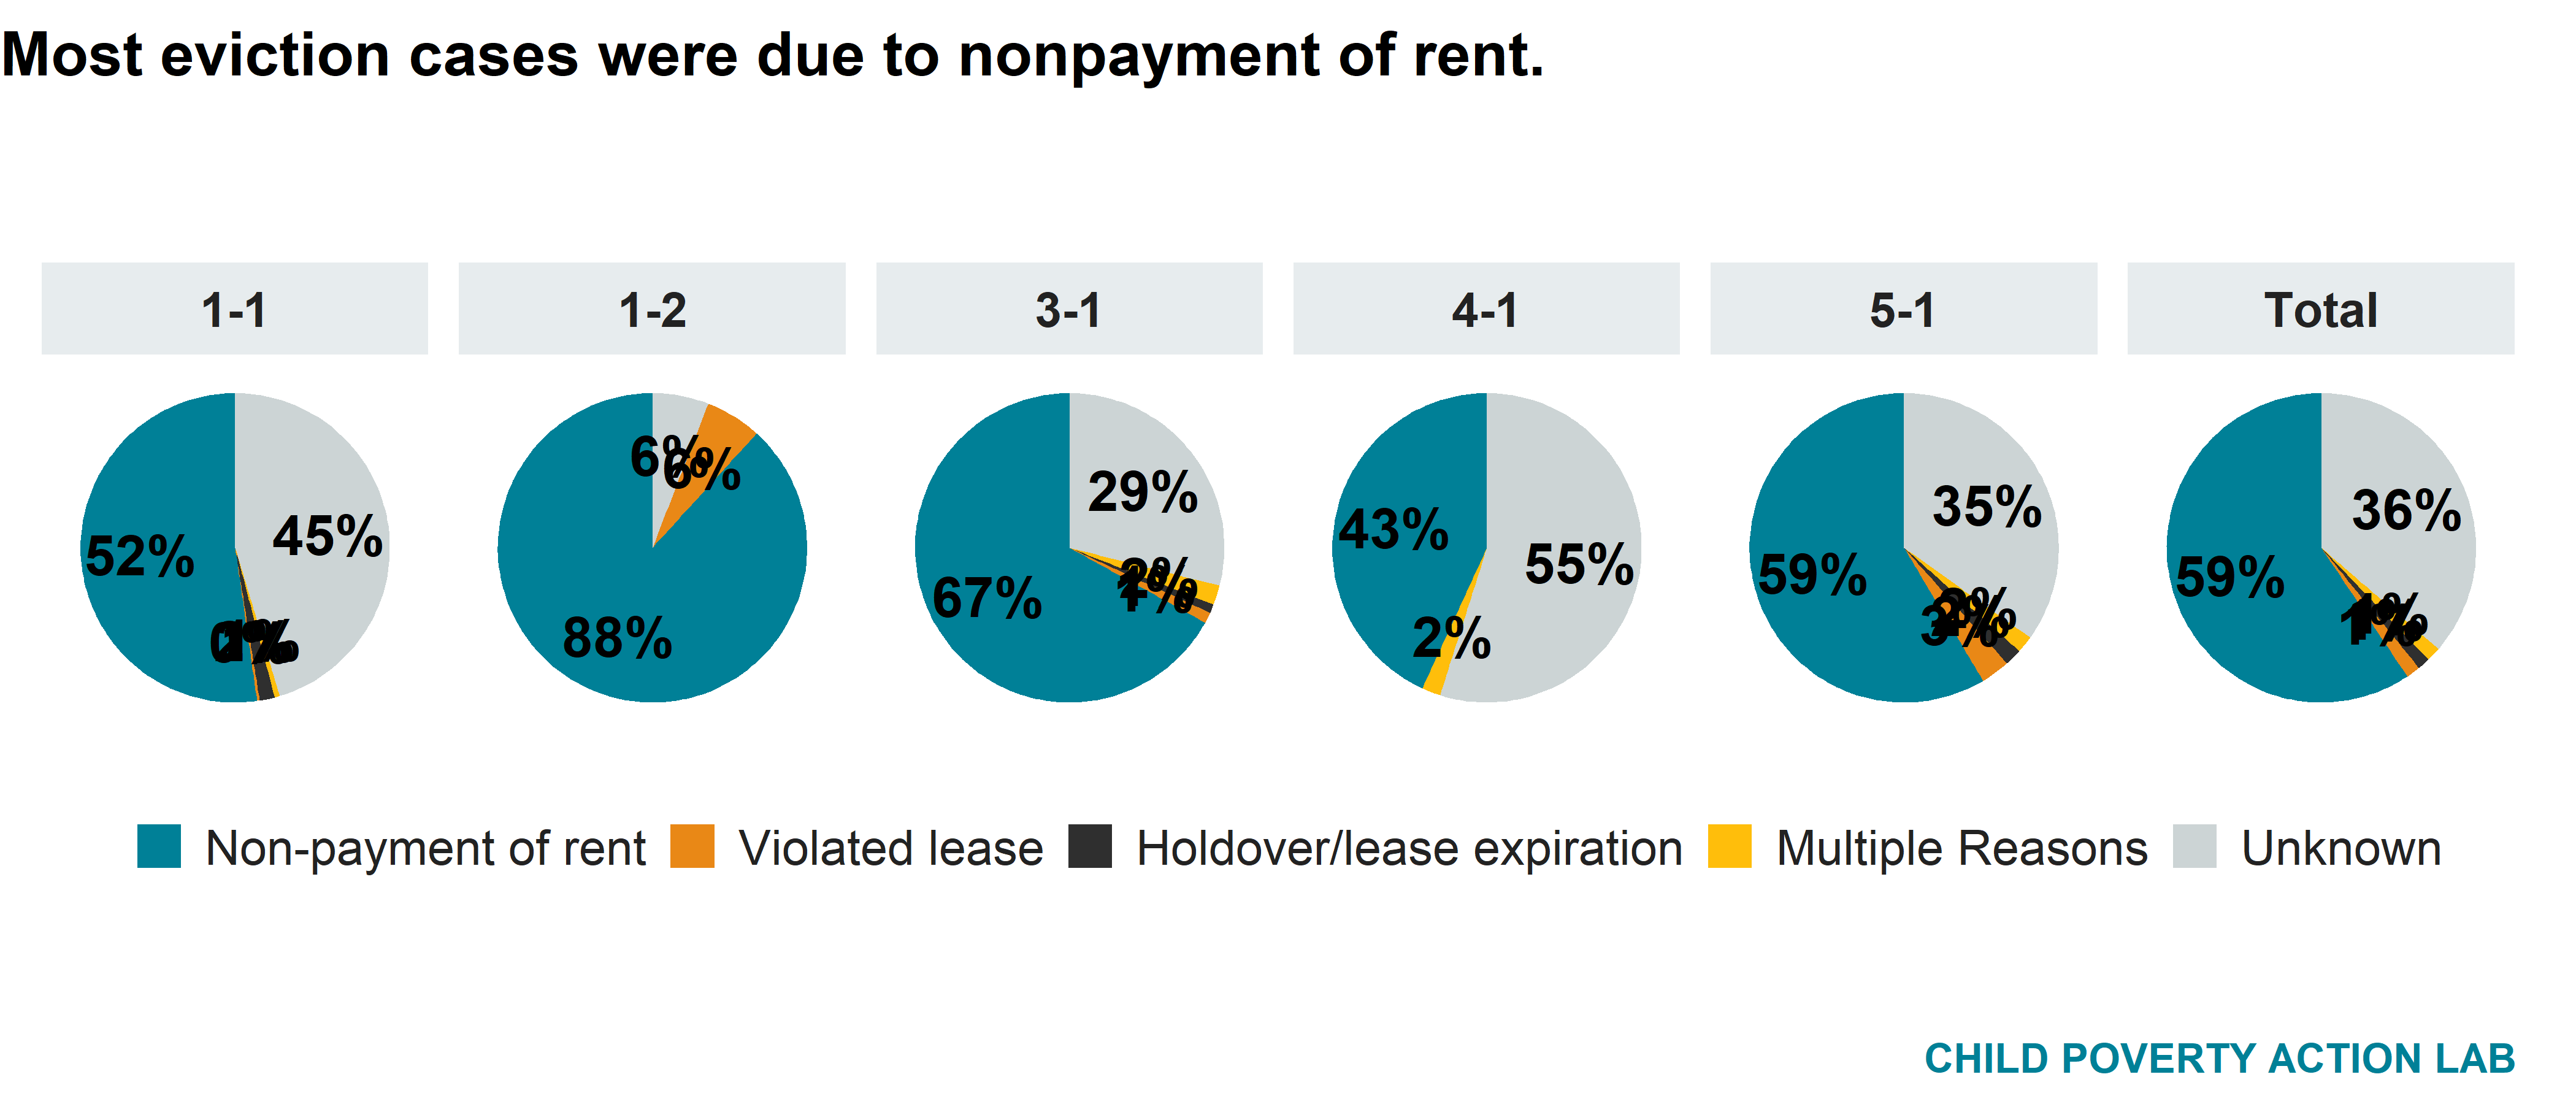 Most eviction cases were due to nonpayment of rent.
1-1
1-2
3-1
4-1
5-1
Total
52%
45%
6%
6%
88%
29%
67%
43%
55%
2%
35%
59%
3%
36%
59%
Non-payment of rent
Violated lease
Holdover/lease expiration
Multiple Reasons
Unknown
CHILD POVERTY ACTION LAB